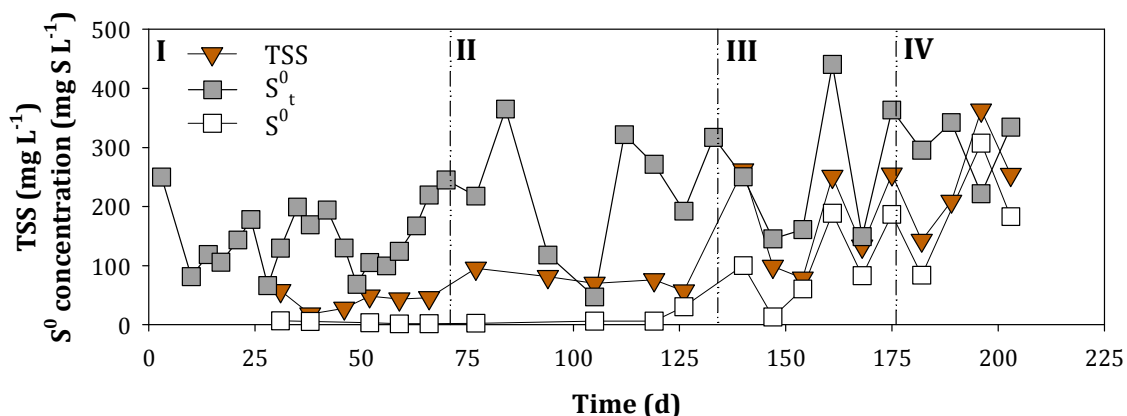 TSS (mg L⁻¹)
S⁰ concentration (mg S L⁻¹)
500
400
300
200
100
0
I
II
III
IV
TSS
S⁰ₜ
S⁰
0 25 50 75 100 125 150 175 200 225
Time (d)